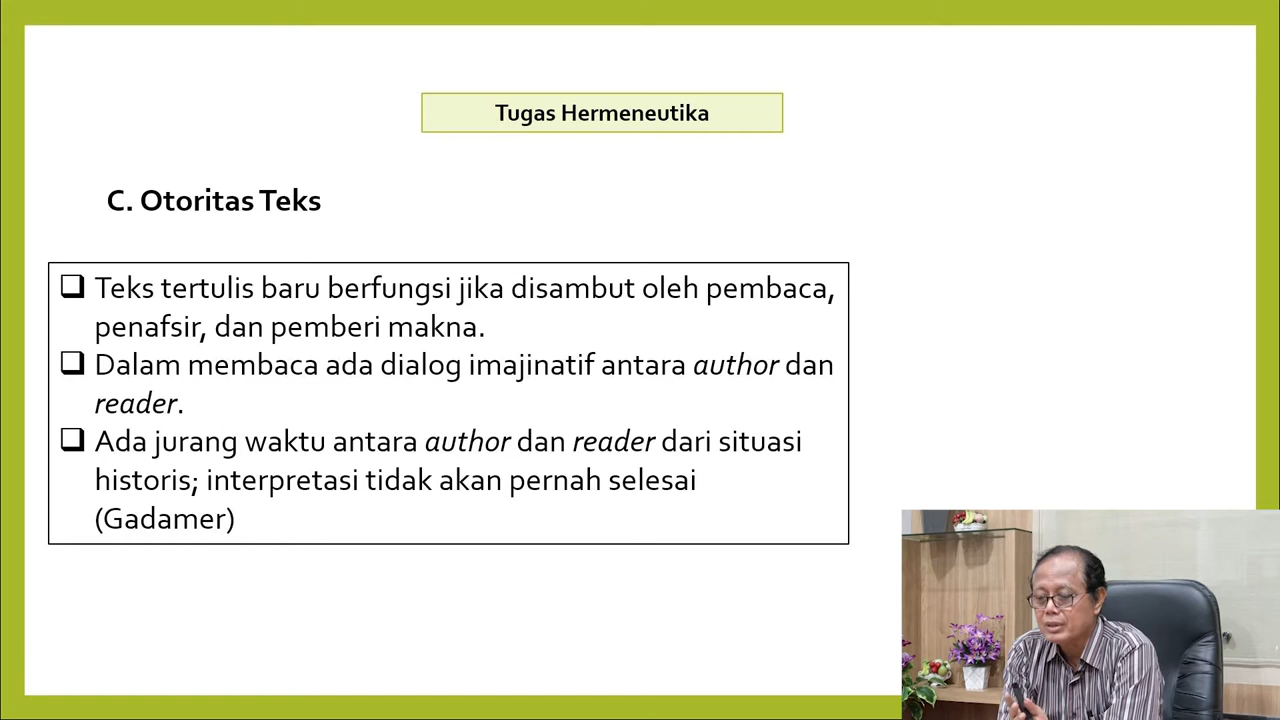 Tugas Hermeneutika
C. Otoritas Teks
❑ Teks tertulis baru berfungsi jika disambut oleh pembaca,
penafsir, dan pemberi makna.
❑ Dalam membaca ada dialog imajinatif antara author dan
reader.
❑ Ada jurang waktu antara author dan reader dari situasi
historis; interpretasi tidak akan pernah selesai
(Gadamer)